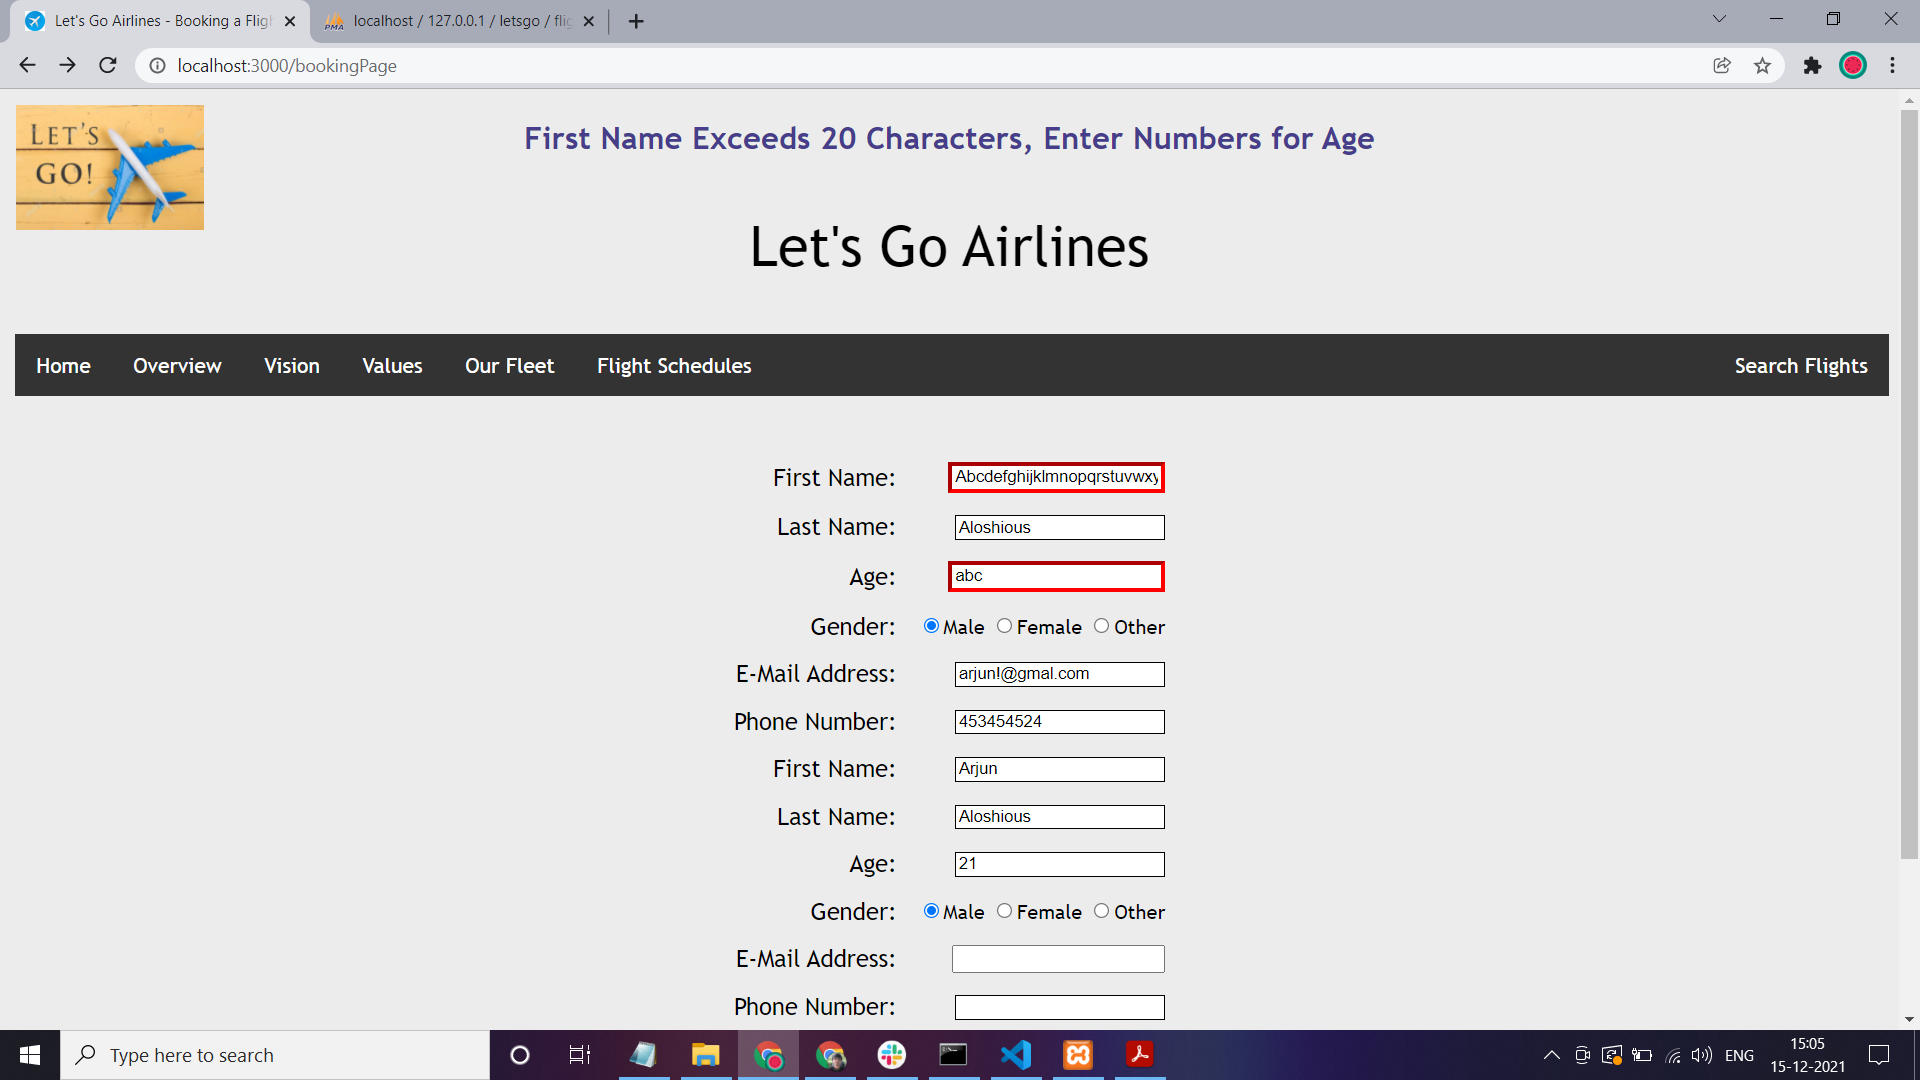 Let's Go Airlines - Booking a Fligh
localhost / 127.0.0.1 / letsgo / flig
localhost:3000/bookingPage
LET'S
GO!
First Name Exceeds 20 Characters, Enter Numbers for Age
Let's Go Airlines
Home Overview Vision Values Our Fleet Flight Schedules Search Flights
First Name: Abcdefghijklmnopqrstuvwxy
Last Name: Aloshious
Age: abc
Gender: Male Female Other
E-Mail Address: arjun!@gmal.com
Phone Number: 453454524
First Name: Arjun
Last Name: Aloshious
Age: 21
Gender: Male Female Other
E-Mail Address:
Phone Number:
Type here to search
ENG
15:05
15-12-2021